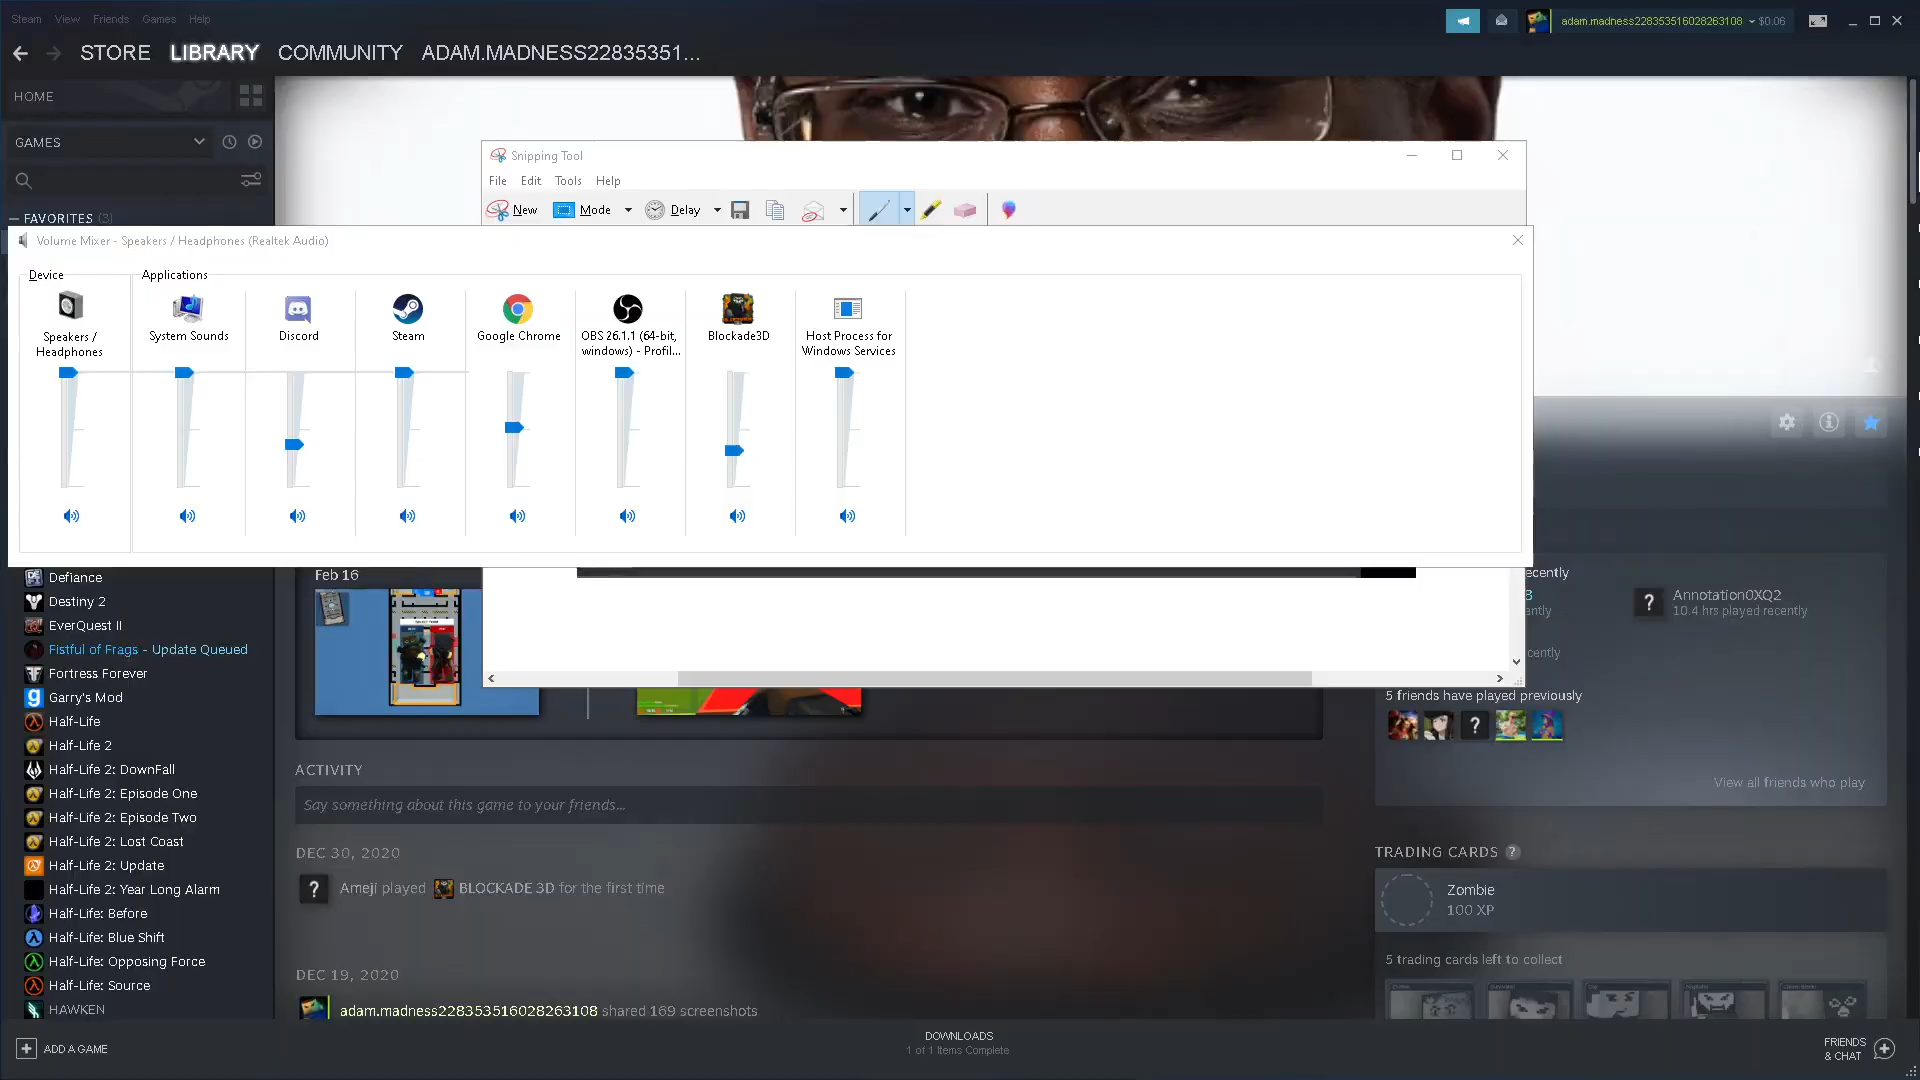 Steam View Friends Games Help
adam.madness228353516028263108 $0.06
STORE LIBRARY COMMUNITY ADAM.MADNESS22835351...
HOME
GAMES
FAVORITES (3)
Snipping Tool
File Edit Tools Help
New Mode Delay
Volume Mixer - Speakers / Headphones (Realtek Audio)
Device Applications
Speakers / Headphones
System Sounds
Discord
Steam
Google Chrome
OBS 26.1.1 (64-bit, windows) - Profil...
Blockade3D
Host Process for Windows Services
Defiance
Destiny 2
EverQuest II
Fistful of Frags - Update Queued
Fortress Forever
Garry's Mod
Half-Life
Half-Life 2
Half-Life 2: DownFall
Half-Life 2: Episode One
Half-Life 2: Episode Two
Half-Life 2: Lost Coast
Half-Life 2: Update
Half-Life 2: Year Long Alarm
Half-Life: Before
Half-Life: Blue Shift
Half-Life: Opposing Force
Half-Life: Source
HAWKEN
Feb 16
ACTIVITY
Say something about this game to your friends...
DEC 30, 2020
Ameji played BLOCKADE 3D for the first time
DEC 19, 2020
adam.madness228353516028263108 shared 169 screenshots
ecently
3
ently
Annotation0XQ2
10.4 hrs played recently
cently
5 friends have played previously
View all friends who play
TRADING CARDS ?
Zombie
100 XP
5 trading cards left to collect
ADD A GAME
DOWNLOADS
1 of 1 Items Complete
FRIENDS
& CHAT